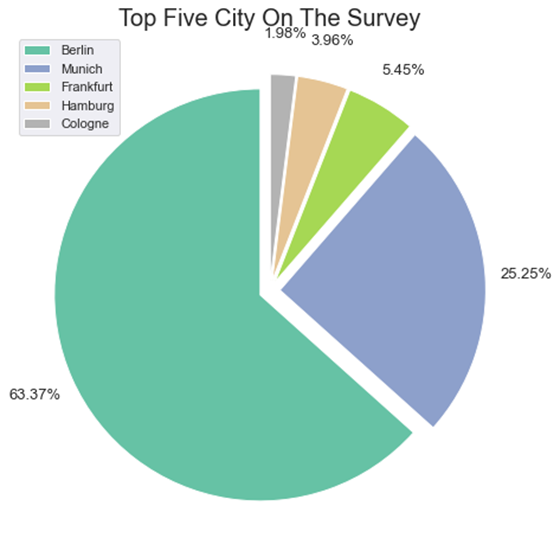 Top Five City On The Survey
1.98%
3.96%
Berlin
Munich
Frankfurt
Hamburg
Cologne
5.45%
25.25%
63.37%